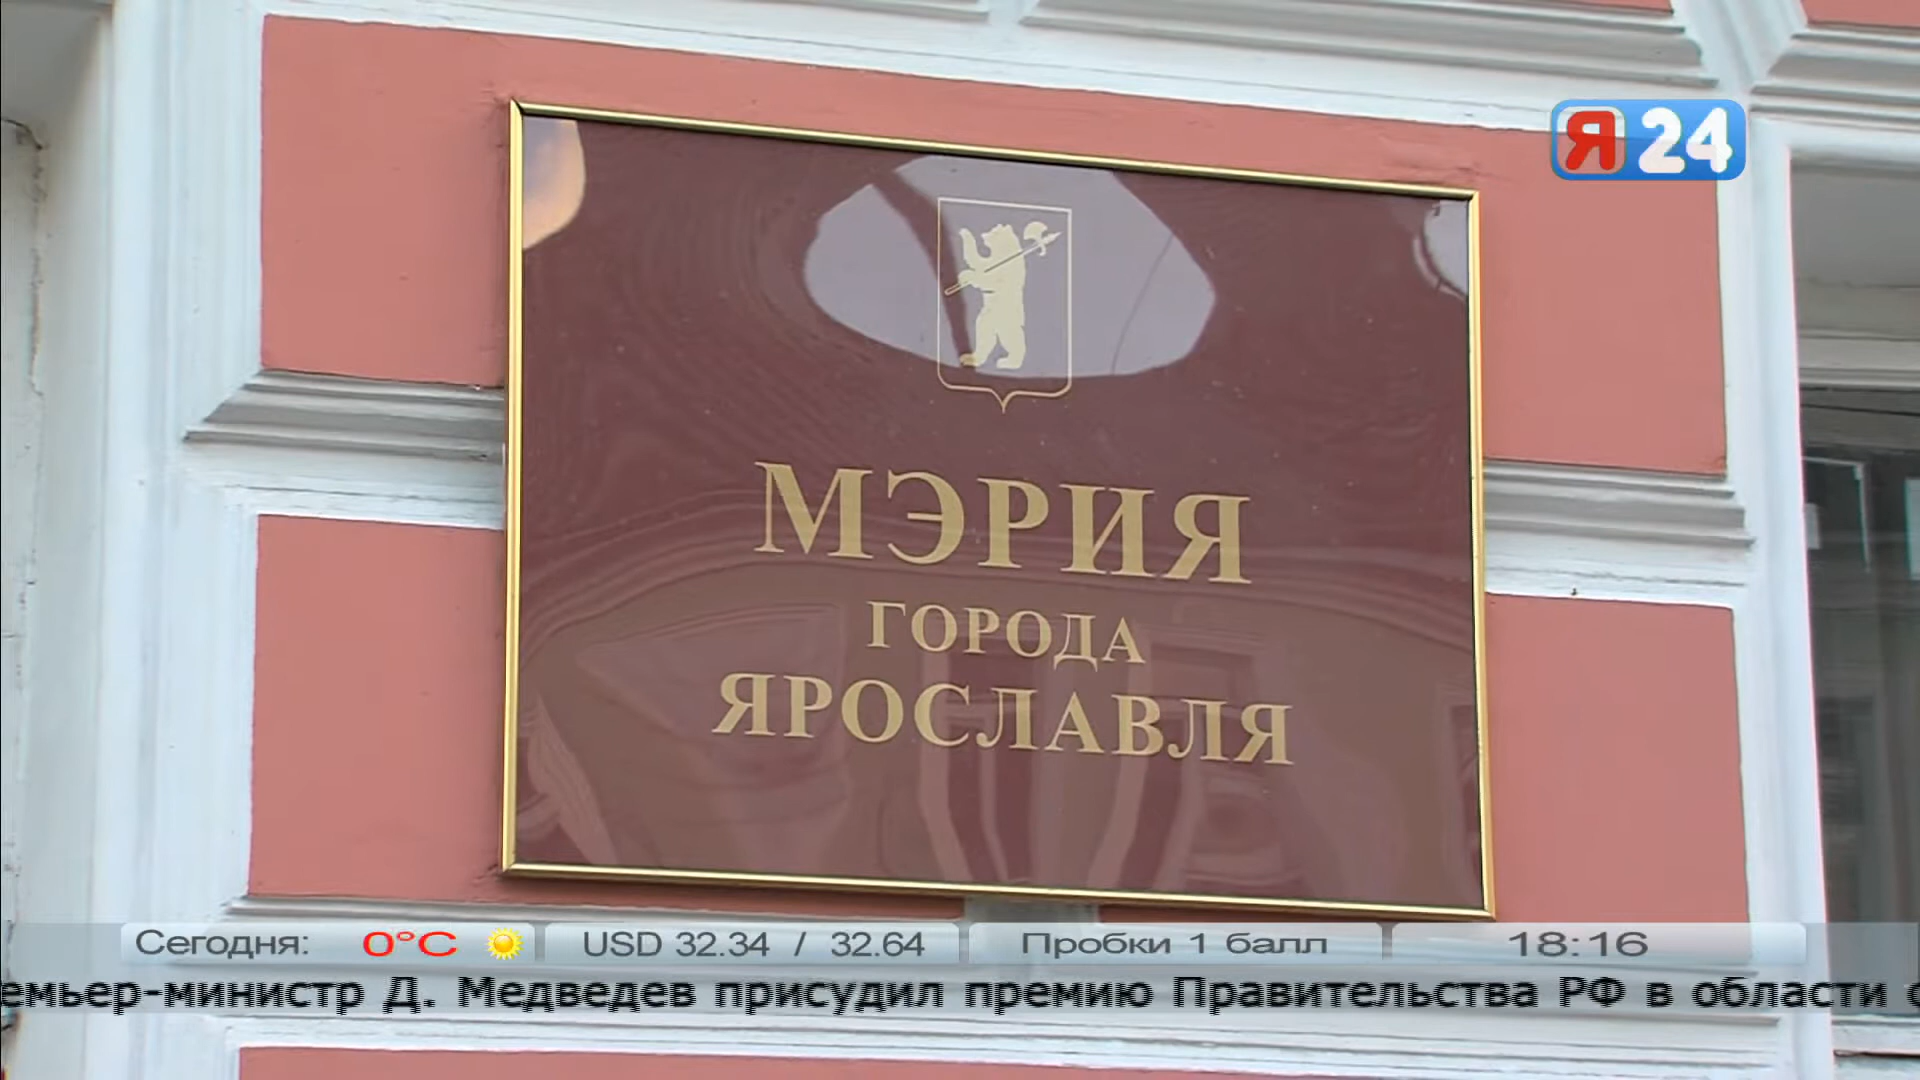 Я 24
МЭРИЯ
ГОРОДА
ЯРОСЛАВЛЯ
Сегодня: 0°C USD 32.34 / 32.64 Пробки 1 балл 18:16
емьер-министр Д. Медведев присудил премию Правительства РФ в области